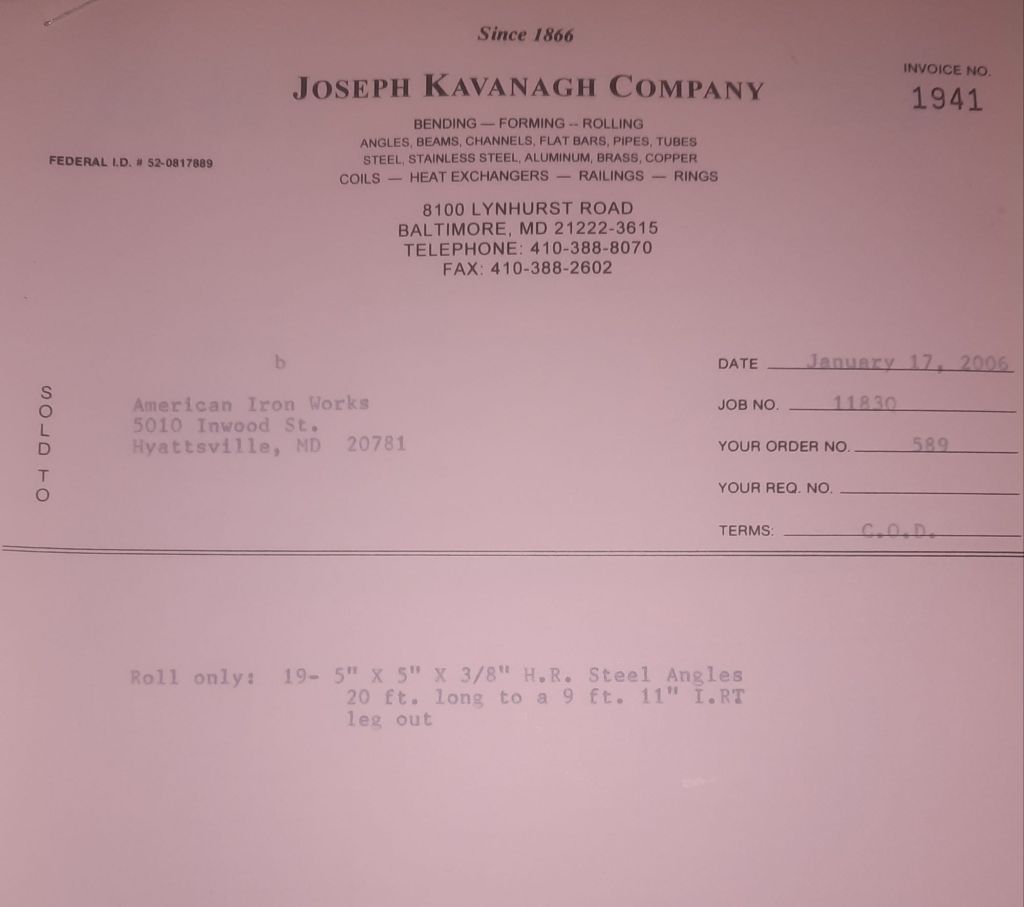 Since 1866
JOSEPH KAVANAGH COMPANY
INVOICE NO.
1941
BENDING — FORMING -- ROLLING
ANGLES, BEAMS, CHANNELS, FLAT BARS, PIPES, TUBES
STEEL, STAINLESS STEEL, ALUMINUM, BRASS, COPPER
COILS — HEAT EXCHANGERS — RAILINGS — RINGS
FEDERAL I.D. # 52-0817889
8100 LYNHURST ROAD
BALTIMORE, MD 21222-3615
TELEPHONE: 410-388-8070
FAX: 410-388-2602
b
SOLD TO
American Iron Works
5010 Inwood St.
Hyattsville, MD 20781
DATE January 17, 2006
JOB NO. 11830
YOUR ORDER NO. 589
YOUR REQ. NO.
TERMS: C.O.D.
Roll only: 19- 5" X 5" X 3/8" H.R. Steel Angles
20 ft. long to a 9 ft. 11" I.RT
leg out